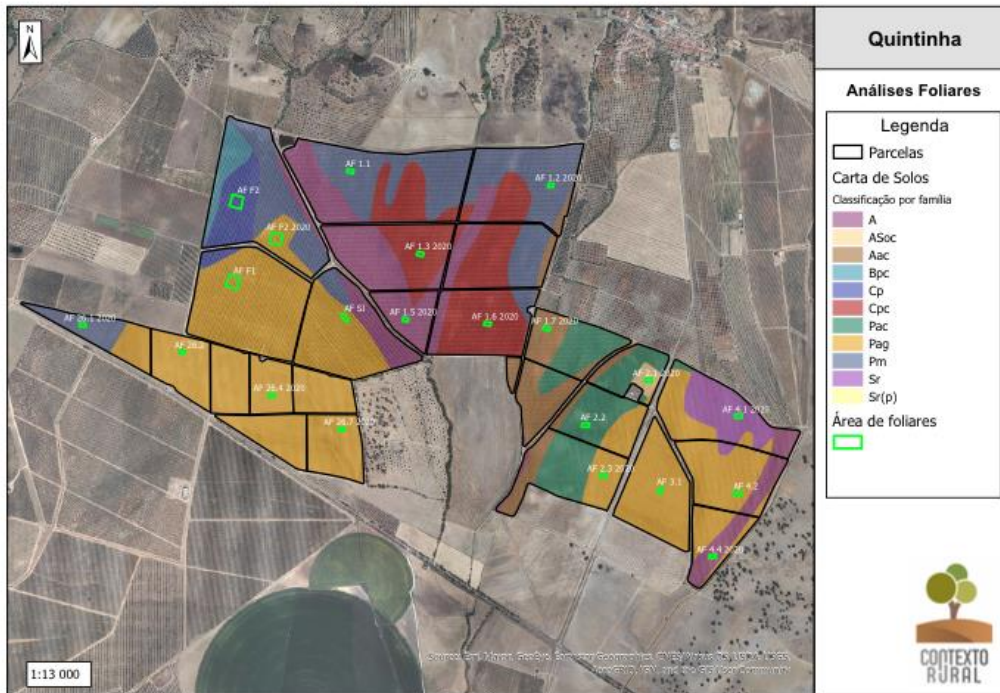 N
Quintinha
Análises Foliares
Legenda
Parcelas
Carta de Solos
Classificação por família
A
ASoc
Aac
Bpc
Cp
Cpc
Pac
Pag
Pm
Sr
Sr(p)
Área de foliares
AF 1.1
AF 1.2 2020
AF F2
AF F2 2020
AF 1.3 2020
AF F1
AF SJ
AF 1.5 2020
AF 1.6 2020
AF 1.7 2020
AF 26.1 2020
AF 26.4 2020
AF 2.1 2020
AF 2.2
AF 4.1 2020
AF 2.3 2020
AF 3.1
AF 4.2
AF 4.4 2020
1:13 000
CONTEXTO
RURAL